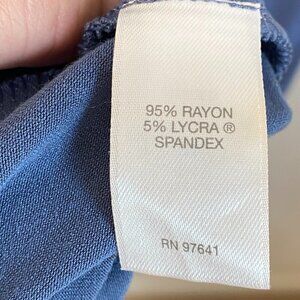 95% RAYON
5% LYCRA ®
SPANDEX
RN 97641